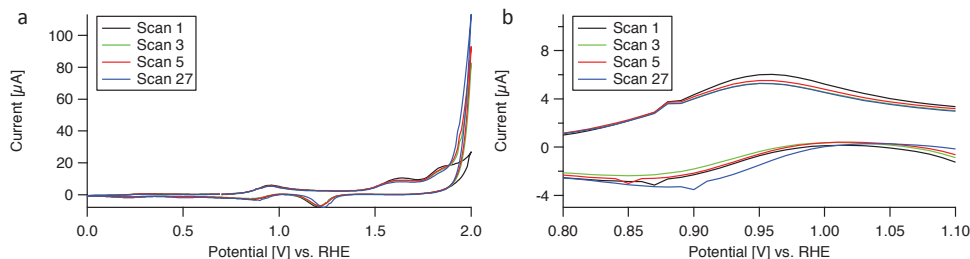 a
Scan 1
Scan 3
Scan 5
Scan 27
Current [µA]
100
80
60
40
20
0
0.0
0.5
1.0
1.5
2.0
Potential [V] vs. RHE
b
Scan 1
Scan 3
Scan 5
Scan 27
Current [µA]
8
4
0
-4
0.80
0.85
0.90
0.95
1.00
1.05
1.10
Potential [V] vs. RHE